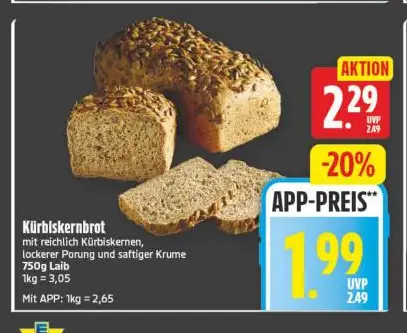 AKTION
2.29
UVP
2.49
-20%
APP-PREIS**
1.99
UVP
2.49
Kürbiskernbrot
mit reichlich Kürbiskernen,
lockerer Porung und saftiger Krume
750g Laib
1kg = 3,05
Mit APP: 1kg = 2,65
E